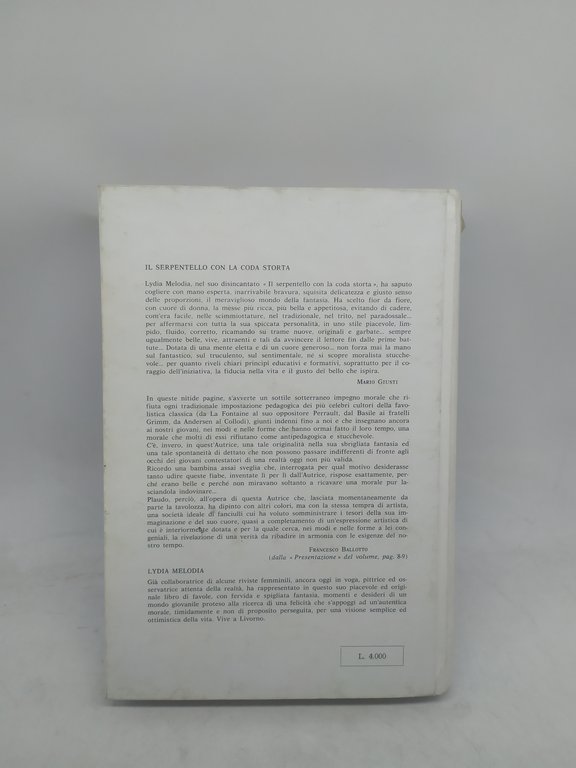 IL SERPENTELLO CON LA CODA STORTA
Lydia Melodia, nel suo disincantato « Il serpentello con la coda storta », ha saputo
cogliere con mano esperta, inarrivabile bravura, squisita delicatezza e giusto senso
delle proporzioni, il meraviglioso mondo della fantasia. Ha scelto fior da fiore,
con cuore di donna, la messe più ricca, più bella e appetitosa, evitando di cadere,
com'era facile, nelle scimmiottature, nel tradizionale, nel trito, nel paradossale...
per affermarsi con tutta la sua spiccata personalità, in uno stile piacevole, lim-
pido, fluido, corretto, ricamando su trame nuove, originali e garbate... sempre
ugualmente belle, vive, attraenti e tali da avvincere il lettore fin dalle prime bat-
tute... Dotata di una mente eletta e di un cuore generoso... non forza mai la mano
sul fantastico, sul truculento, sul sentimentale, né si scopre moralista stucche-
vole... per quanto riveli chiari principi educativi e formativi, soprattutto per il co-
raggio dell'iniziativa, la fiducia nella vita e il gusto del bello che ispira.
MARIO GIUSTI
In queste nitide pagine, s'avverte un sottile sotterraneo impegno morale che ri-
fiuta ogni tradizionale impostazione pedagogica dei più celebri cultori della favo-
listica classica (da La Fontaine al suo oppositore Perrault, dal Basile ai fratelli
Grimm, da Andersen al Collodi), giunti indenni fino a noi e che insegnano ancora
ai nostri giovani, nei modi e nelle forme che hanno ormai fatto il loro tempo, una
morale che molti di essi rifiutano come antipedagogica e stucchevole.
C'è, invero, in quest'Autrice, una tale originalità nella sua sbrigliata fantasia ed
una tale spontaneità di dettato che non possono passare indifferenti di fronte agli
occhi dei giovani contestatori di una realtà oggi non più valida.
Ricordo una bambina assai sveglia che, interrogata per qual motivo desiderasse
tanto udire queste fiabe, inventate lì per lì dall'Autrice, rispose esattamente, per-
ché erano belle e perché non miravano soltanto a ricavare una morale pur la-
sciandola indovinare...
Plaudo, perciò, all'opera di questa Autrice che, lasciata momentaneamente da
parte la tavolozza, ha dipinto con altri colori, ma con la stessa tempra di artista,
una società ideale di fanciulli cui ha voluto somministrare i tesori della sua im-
maginazione e del suo cuore, quasi a completamento di un'espressione artistica di
cui è interiormente dotata e per la quale cerca, nei modi e nelle forme a lei con-
geniali, la rivelazione di una verità da ribadire in armonia con le esigenze del no-
stro tempo.
FRANCESCO BALLOTTO
(dalla « Presentazione » del volume, pag. 8-9)
LYDIA MELODIA
Già collaboratrice di alcune riviste femminili, ancora oggi in voga, pittrice ed os-
servatrice attenta della realtà, ha rappresentato in questo suo piacevole ed origi-
nale libro di favole, con fervida e spigliata fantasia, momenti e desideri di un
mondo giovanile proteso alla ricerca di una felicità che s'appoggi ad un'autentica
morale, timidamente e non di proposito perseguita, per una visione semplice ed
ottimistica della vita. Vive a Livorno.
L. 4.000